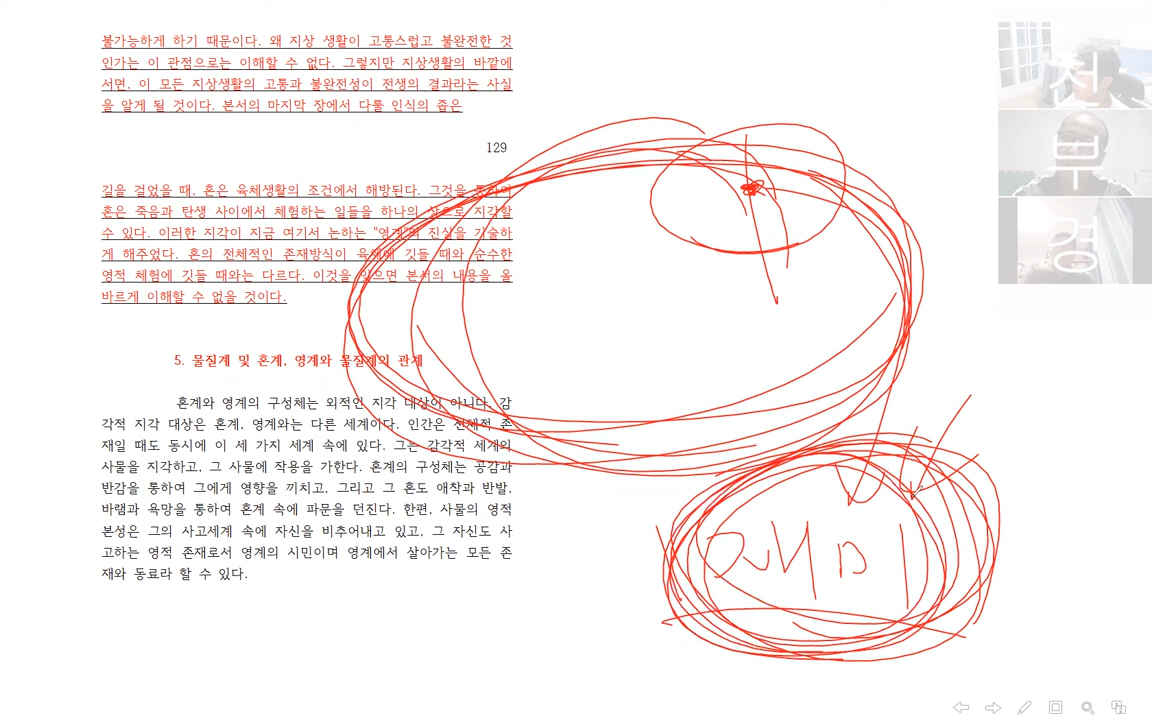 불가능하게 하기 때문이다. 왜 지상 생활이 고통스럽고 불완전한 것
인가는 이 관점으로는 이해할 수 없다. 그렇지만 지상생활의 바깥에
서면, 이 모든 지상생활의 고통과 불완전성이 전생의 결과라는 사실
을 알게 될 것이다. 본서의 마지막 장에서 다룰 인식의 좁은
129
길을 걸었을 때, 혼은 육체생활의 조건에서 해방된다. 그것을 통하여
혼은 죽음과 탄생 사이에서 체험하는 일들을 하나의 상으로 지각할
수 있다. 이러한 지각이 지금 여기서 논하는 "영계"의 진실을 기술하
게 해주었다. 혼의 전체적인 존재방식이 육체에 깃들 때와 순수한
영적 체험에 깃들 때와는 다르다. 이것을 잊으면 본서의 내용을 올
바르게 이해할 수 없을 것이다.
5. 물질계 및 혼계, 영계와 물질계의 관계
혼계와 영계의 구성체는 외적인 지각 대상이 아니다. 감
각적 지각 대상은 혼계, 영계와는 다른 세계이다. 인간은 전체적 존
재일 때도 동시에 이 세 가지 세계 속에 있다. 그는 감각적 세계의
사물을 지각하고, 그 사물에 작용을 가한다. 혼계의 구성체는 공감과
반감을 통하여 그에게 영향을 끼치고, 그리고 그 혼도 애착과 반발,
바램과 욕망을 통하여 혼계 속에 파문을 던진다. 한편, 사물의 영적
본성은 그의 사고세계 속에 자신을 비추어내고 있고, 그 자신도 사
고하는 영적 존재로서 영계의 시민이며 영계에서 살아가는 모든 존
재와 동료라 할 수 있다.
부
경